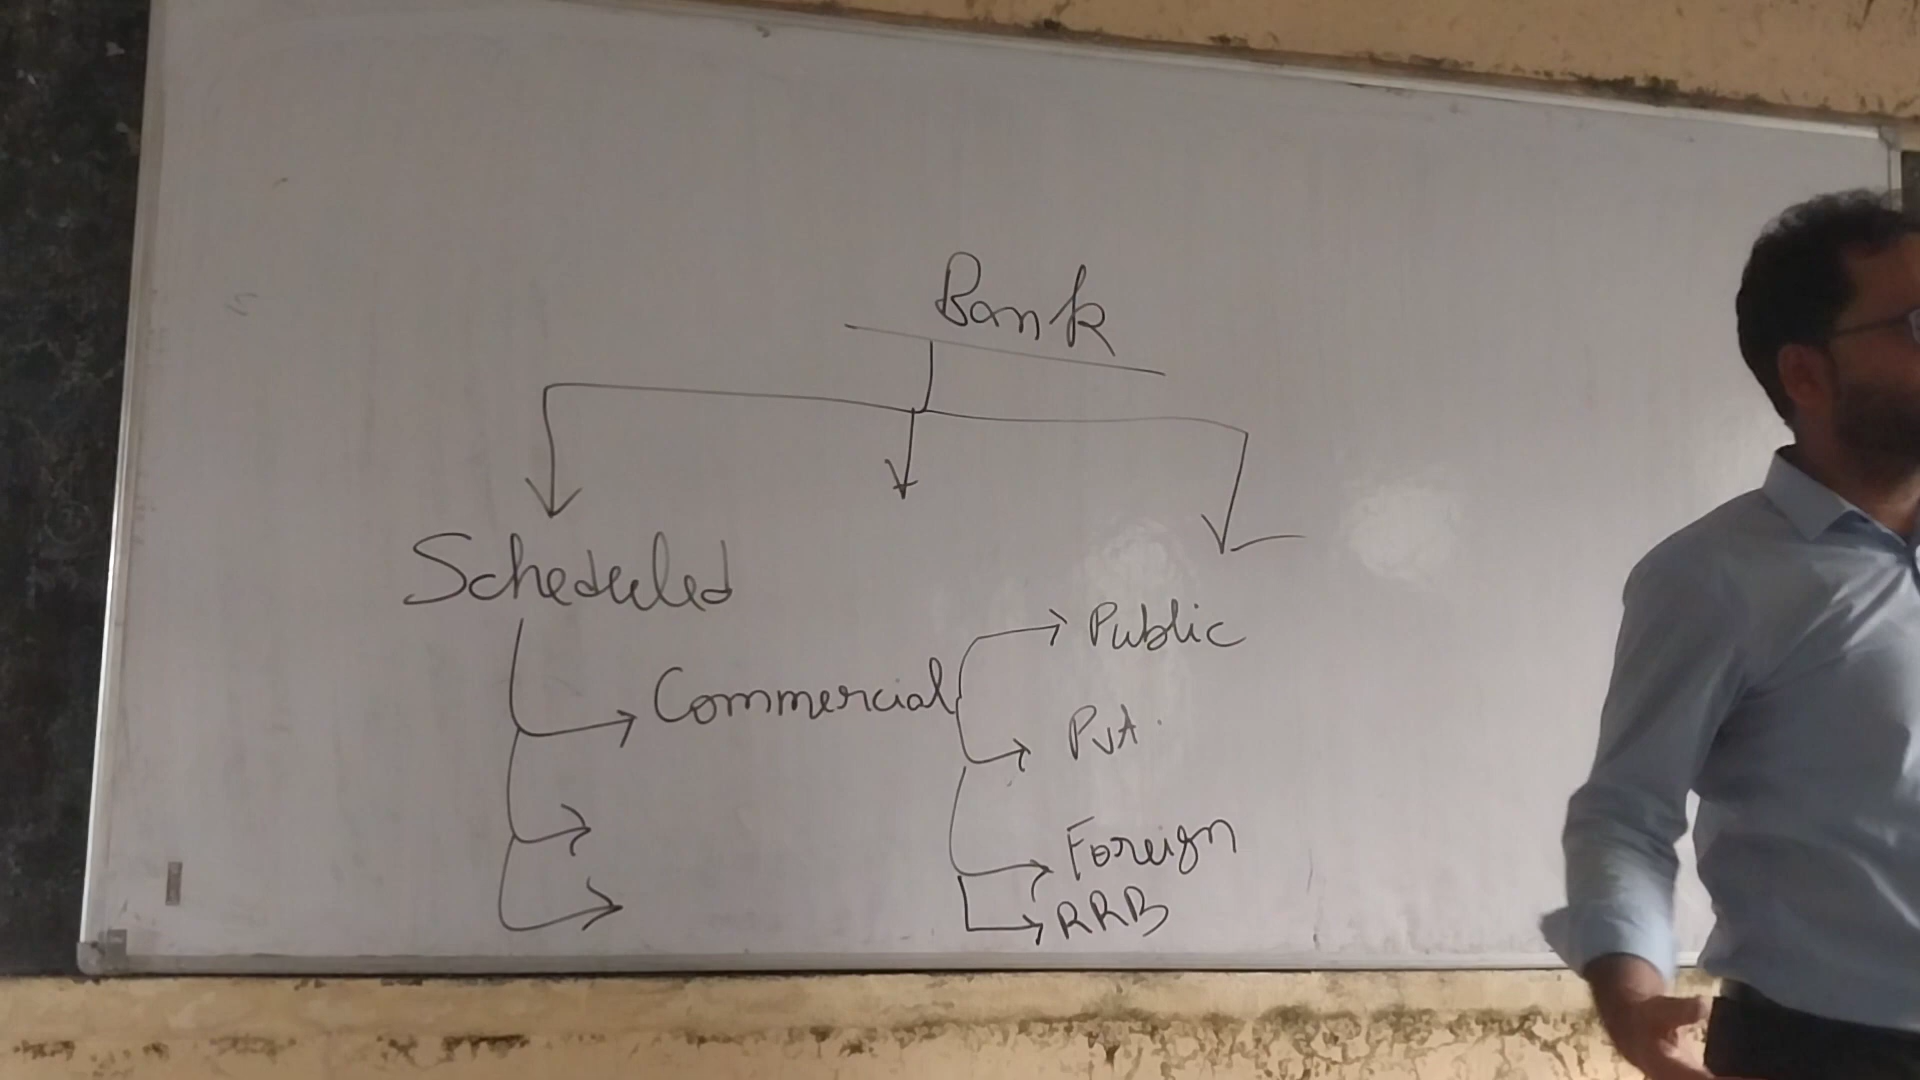 Bank
Scheduled
Commercial
Public
Pvt.
Foreign
RRB